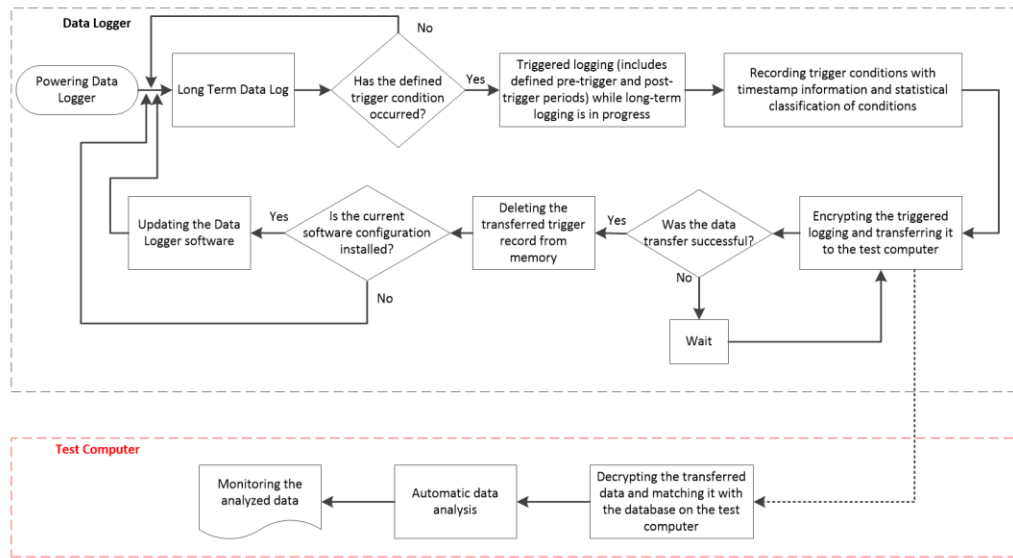 Data Logger
No
Powering Data
Logger
Long Term Data Log
Has the defined
trigger condition
occurred?
Yes
Triggered logging (includes
defined pre-trigger and post-
trigger periods) while long-term
logging is in progress
Recording trigger conditions with
timestamp information and statistical
classification of conditions
Updating the Data
Logger software
Yes
Is the current
software configuration
installed?
No
Deleting the
transferred trigger
record from
memory
Yes
Was the data
transfer successful?
No
Encrypting the triggered
logging and transferring it
to the test computer
Wait
Test Computer
Monitoring the
analyzed data
Automatic data
analysis
Decrypting the transferred
data and matching it with
the database on the test
computer